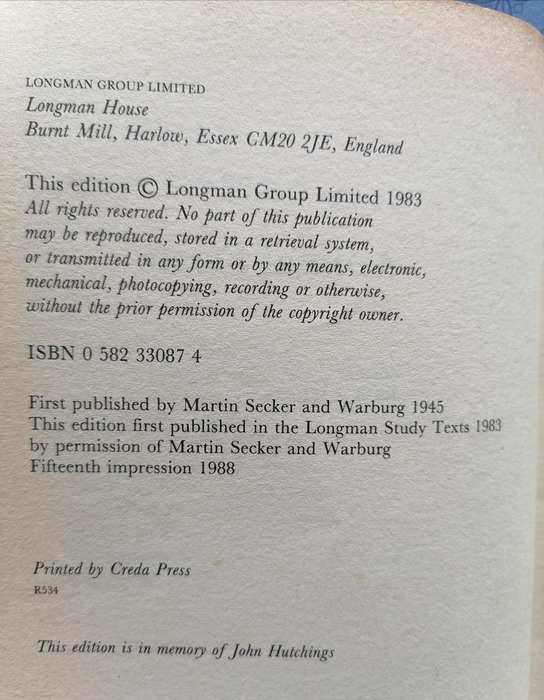 LONGMAN GROUP LIMITED
Longman House
Burnt Mill, Harlow, Essex CM20 2JE, England
This edition © Longman Group Limited 1983
All rights reserved. No part of this publication
may be reproduced, stored in a retrieval system,
or transmitted in any form or by any means, electronic,
mechanical, photocopying, recording or otherwise,
without the prior permission of the copyright owner.
ISBN 0 582 33087 4
First published by Martin Secker and Warburg 1945
This edition first published in the Longman Study Texts 1983
by permission of Martin Secker and Warburg
Fifteenth impression 1988
Printed by Creda Press
R534
This edition is in memory of John Hutchings